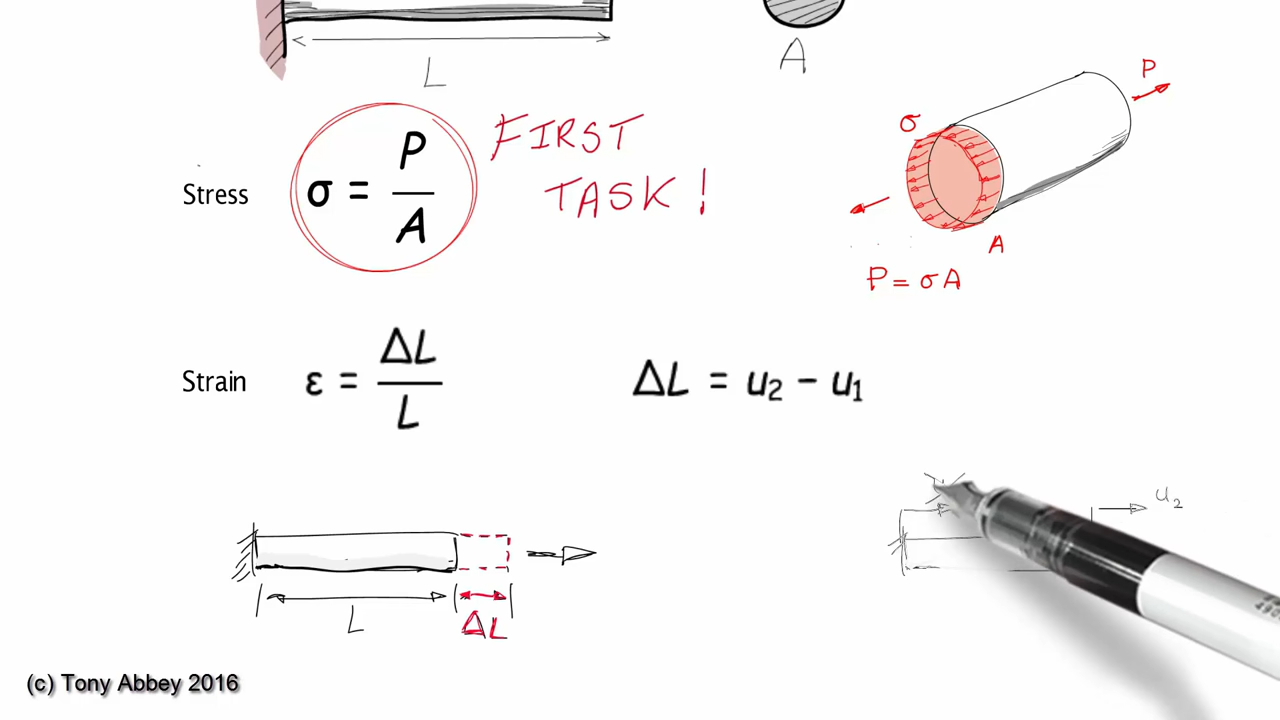 L
A
P
σ
FIRST
TASK!
Stress σ = P/A
A
P = σA
Strain ε = ΔL/L
ΔL = u₂ − u₁
u₂
L
ΔL
(c) Tony Abbey 2016